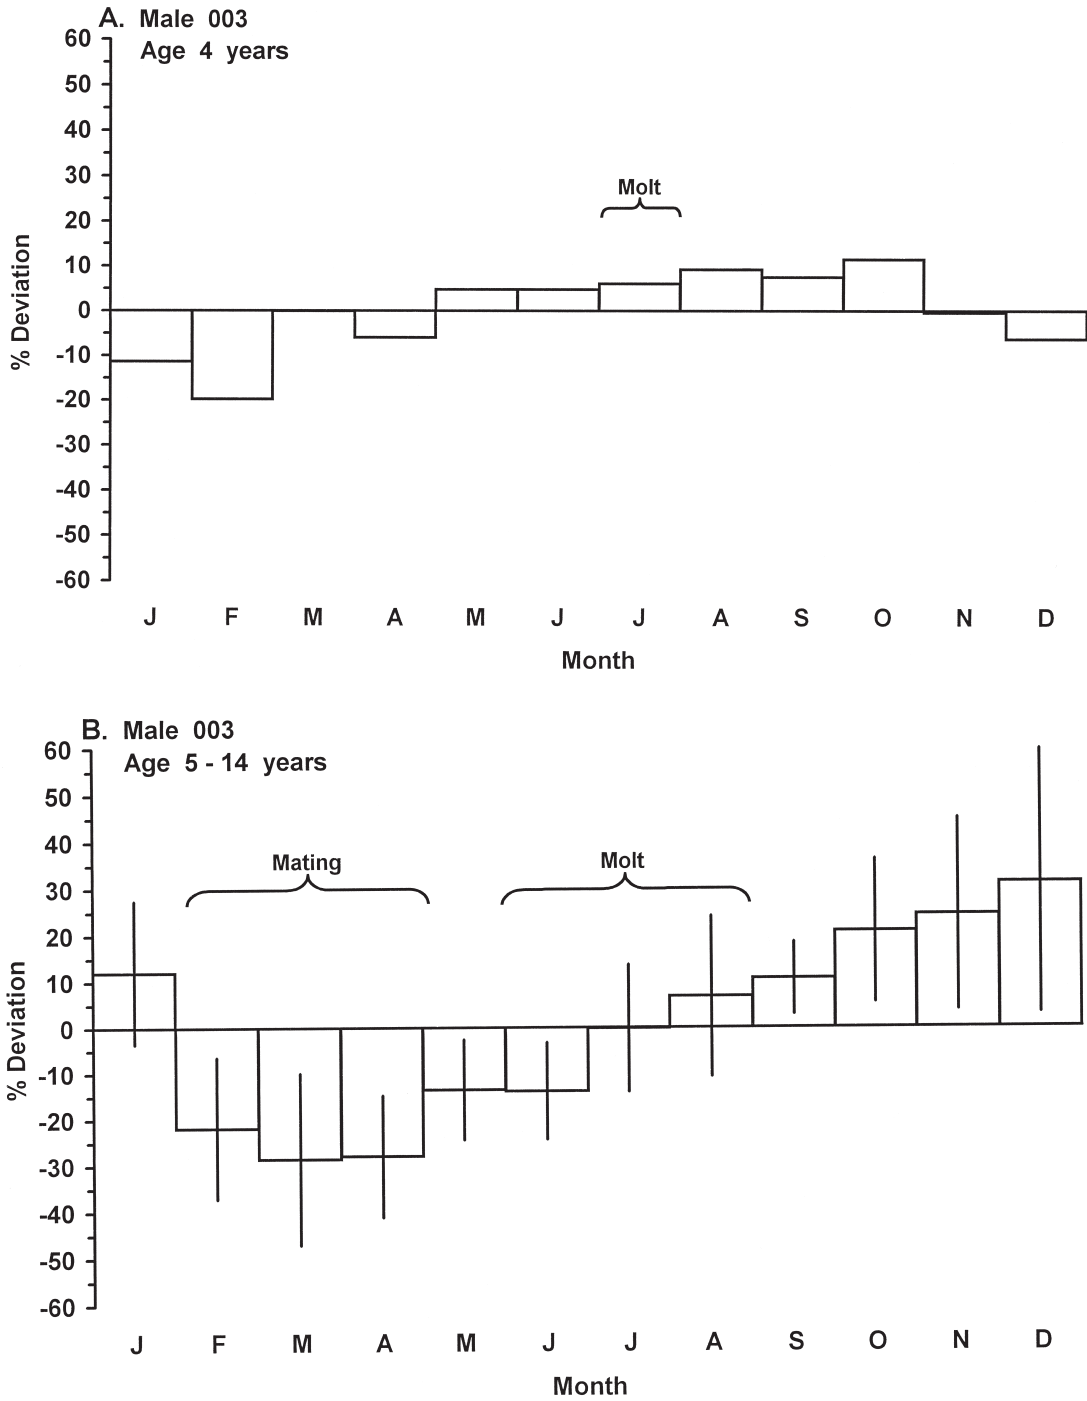 A. Male 003
Age 4 years
60
50
40
30
20
10
0
-10
-20
-30
-40
-50
-60
% Deviation
Molt
J F M A M J J A S O N D
Month
B. Male 003
Age 5 - 14 years
60
50
40
30
20
10
0
-10
-20
-30
-40
-50
-60
% Deviation
Mating Molt
J F M A M J J A S O N D
Month